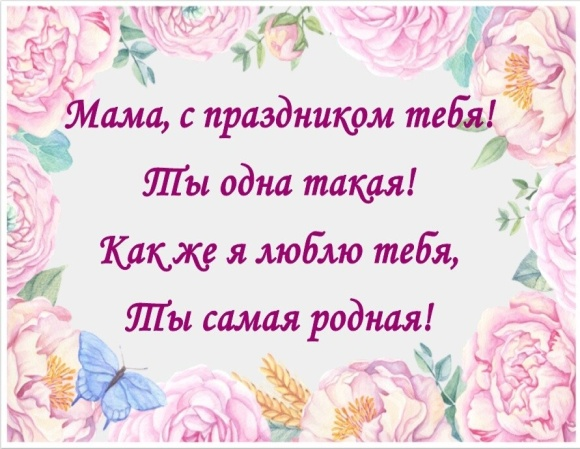 Мама, с праздником тебя!
Ты одна такая!
Как же я люблю тебя,
Ты самая родная!